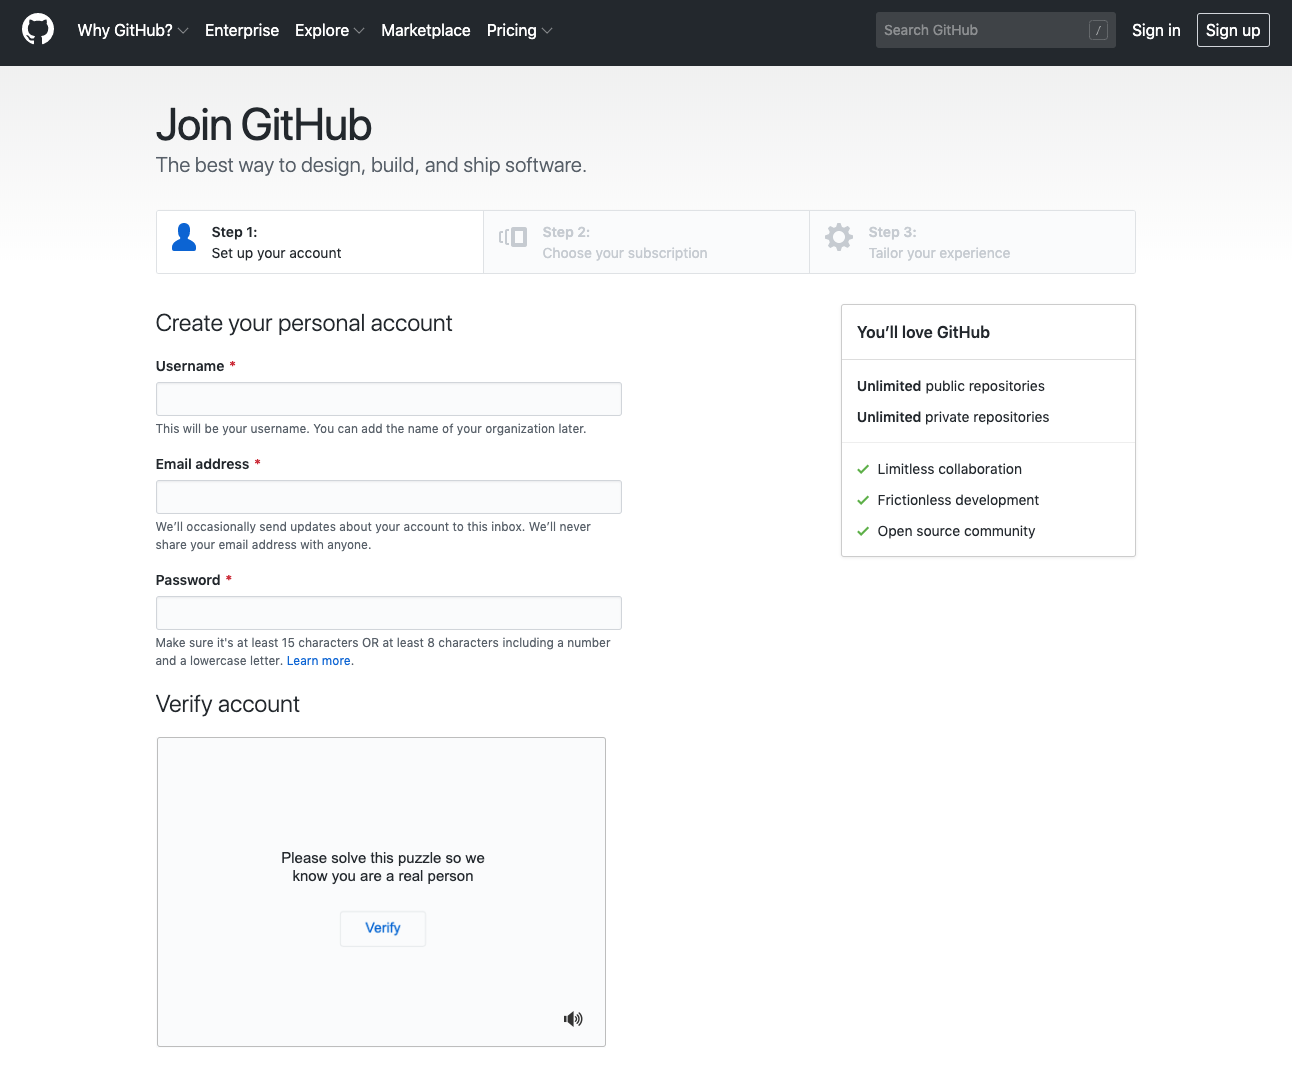 Why GitHub? Enterprise Explore Marketplace Pricing Search GitHub / Sign in Sign up
Join GitHub
The best way to design, build, and ship software.
Step 1:
Set up your account
Step 2:
Choose your subscription
Step 3:
Tailor your experience
Create your personal account
Username *
This will be your username. You can add the name of your organization later.
Email address *
We’ll occasionally send updates about your account to this inbox. We’ll never
share your email address with anyone.
Password *
Make sure it's at least 15 characters OR at least 8 characters including a number
and a lowercase letter. Learn more.
Verify account
Please solve this puzzle so we
know you are a real person
Verify
You’ll love GitHub
Unlimited public repositories
Unlimited private repositories
Limitless collaboration
Frictionless development
Open source community